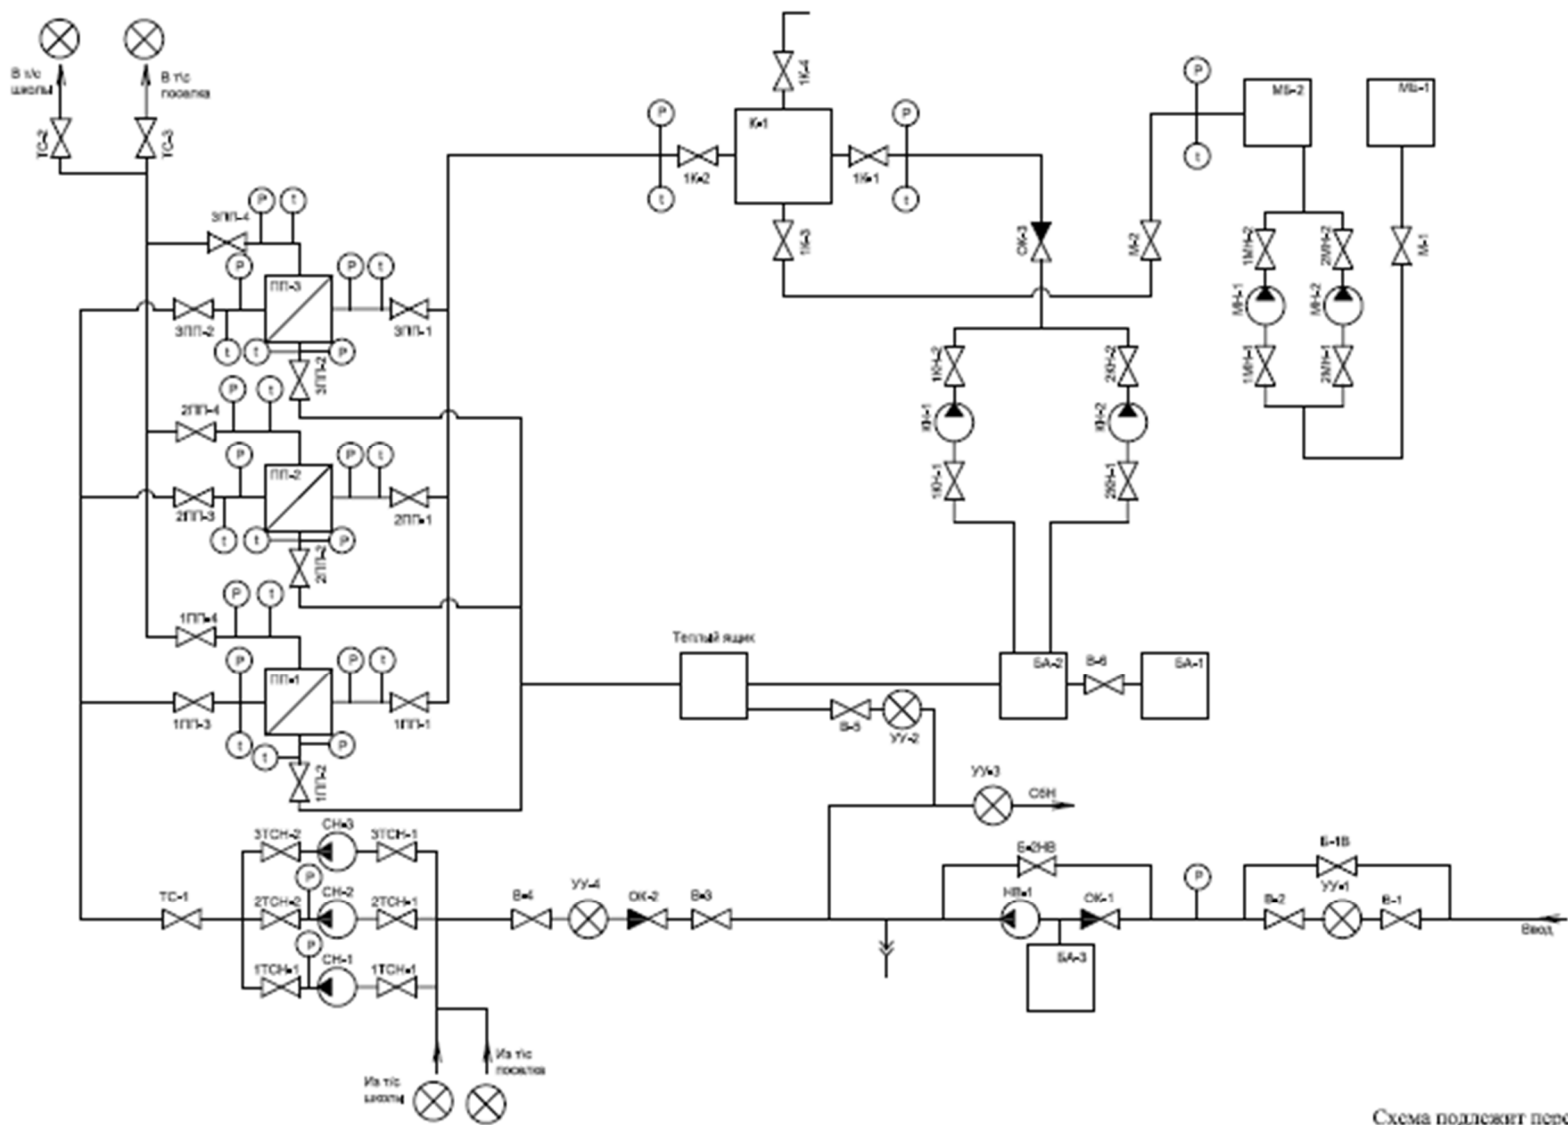 В т/с
школы
В т/с
поселка
ТС-2
ТС-3
1К-4
К-1
P
P
P
МБ-2
МБ-1
1К-2
1К-1
t
t
t
1К-3
ОК-3
М-2
1МН-2
2МН-2
М-1
МН-1
МН-2
1МН-1
2МН-1
3ПП-4
P
t
P
ПП-3
P
t
3ПП-2
3ПП-1
t
t
P
3ПП-2
1КН-2
2КН-2
КН-1
КН-2
1КН-1
2КН-1
2ПП-4
P
t
P
ПП-2
P
t
2ПП-3
2ПП-1
t
t
P
2ПП-2
1ПП-4
P
t
P
ПП-1
P
t
1ПП-3
1ПП-1
t
t
P
1ПП-2
Теплый ящик
БА-2
В-6
БА-1
В-5
УУ-2
УУ-3
СбН
3ТСН-2
СН-3
3ТСН-1
P
ТС-1
2ТСН-2
СН-2
2ТСН-1
P
1ТСН-1
СН-1
1ТСН-1
В-4
УУ-4
ОК-2
В-3
Б-2НВ
НВ-1
ОК-1
БА-3
P
Б-1В
В-2
УУ-1
В-1
Ввод
Из т/с
школы
Из т/с
поселка
Схема подлежит пере